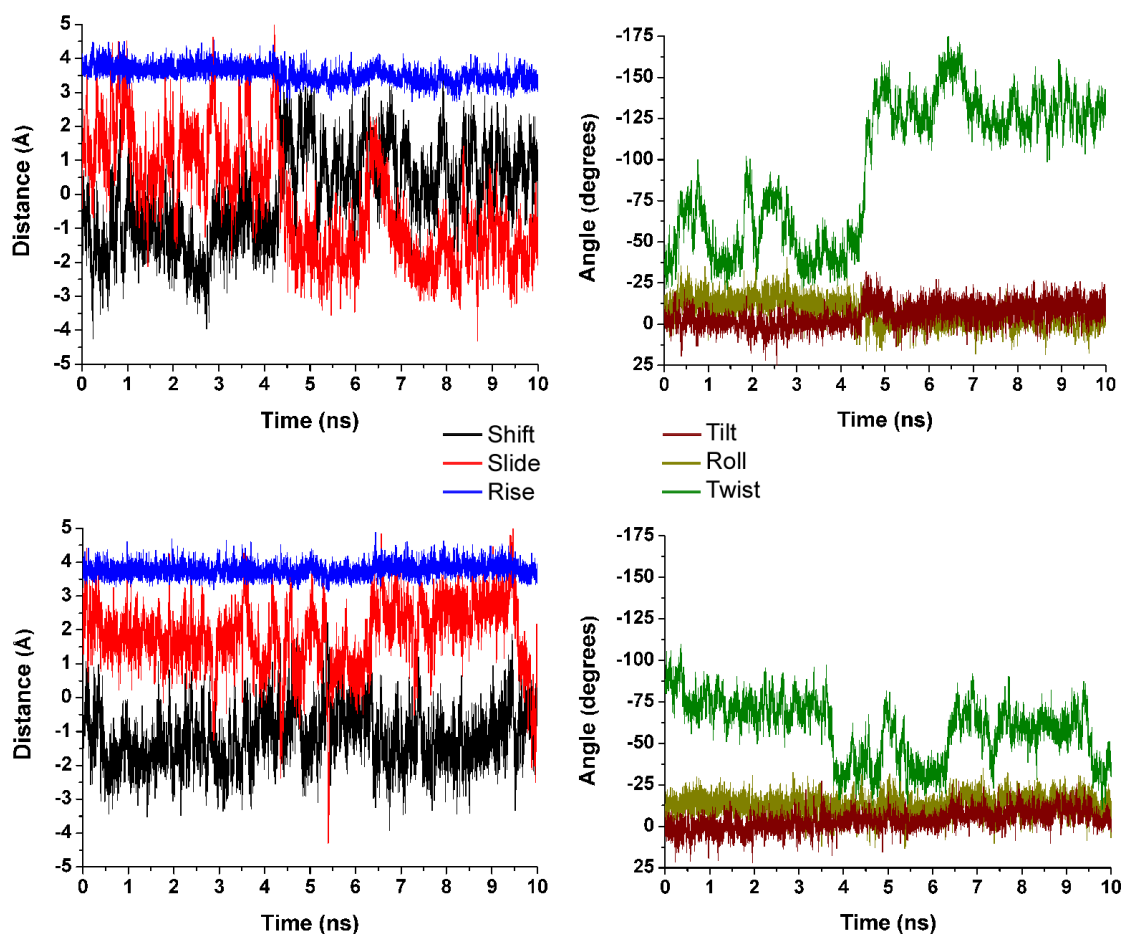 5
4
3
2
1
0
-1
-2
-3
-4
-5
Distance (Å)
0 1 2 3 4 5 6 7 8 9 10
Time (ns)
-175
-150
-125
-100
-75
-50
-25
0
25
Angle (degrees)
0 1 2 3 4 5 6 7 8 9 10
Time (ns)
Shift
Slide
Rise
Tilt
Roll
Twist
5
4
3
2
1
0
-1
-2
-3
-4
-5
Distance (Å)
0 1 2 3 4 5 6 7 8 9 10
Time (ns)
-175
-150
-125
-100
-75
-50
-25
0
25
Angle (degrees)
0 1 2 3 4 5 6 7 8 9 10
Time (ns)